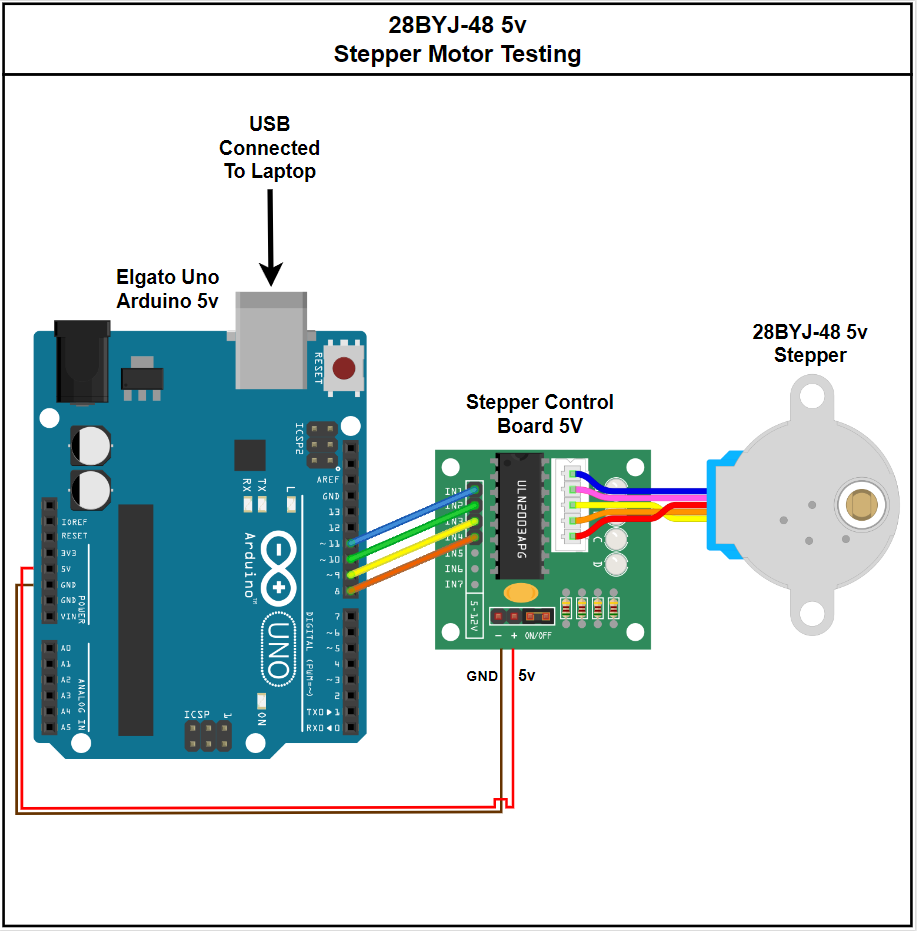 28BYJ-48 5v
Stepper Motor Testing
USB
Connected
To Laptop
Elgato Uno
Arduino 5v
28BYJ-48 5v
Stepper
Stepper Control
Board 5V
RESET
ICSP2
AREF
GND
13
12
~11
~10
~9
8
7
~6
~5
4
~3
2
TXD▶1
RXD◀0
RX
TX
L
Arduino™
UNO
DIGITAL (PWM=~)
IOREF
RESET
3V3
5V
GND
GND
VIN
POWER
A0
A1
A2
A3
A4
A5
ANALOG IN
ICSP
1
ON
IN1
IN2
IN3
IN4
IN5
IN6
IN7
ULN2003APG
C
D
5-12V
− + ON/OFF
GND
5v